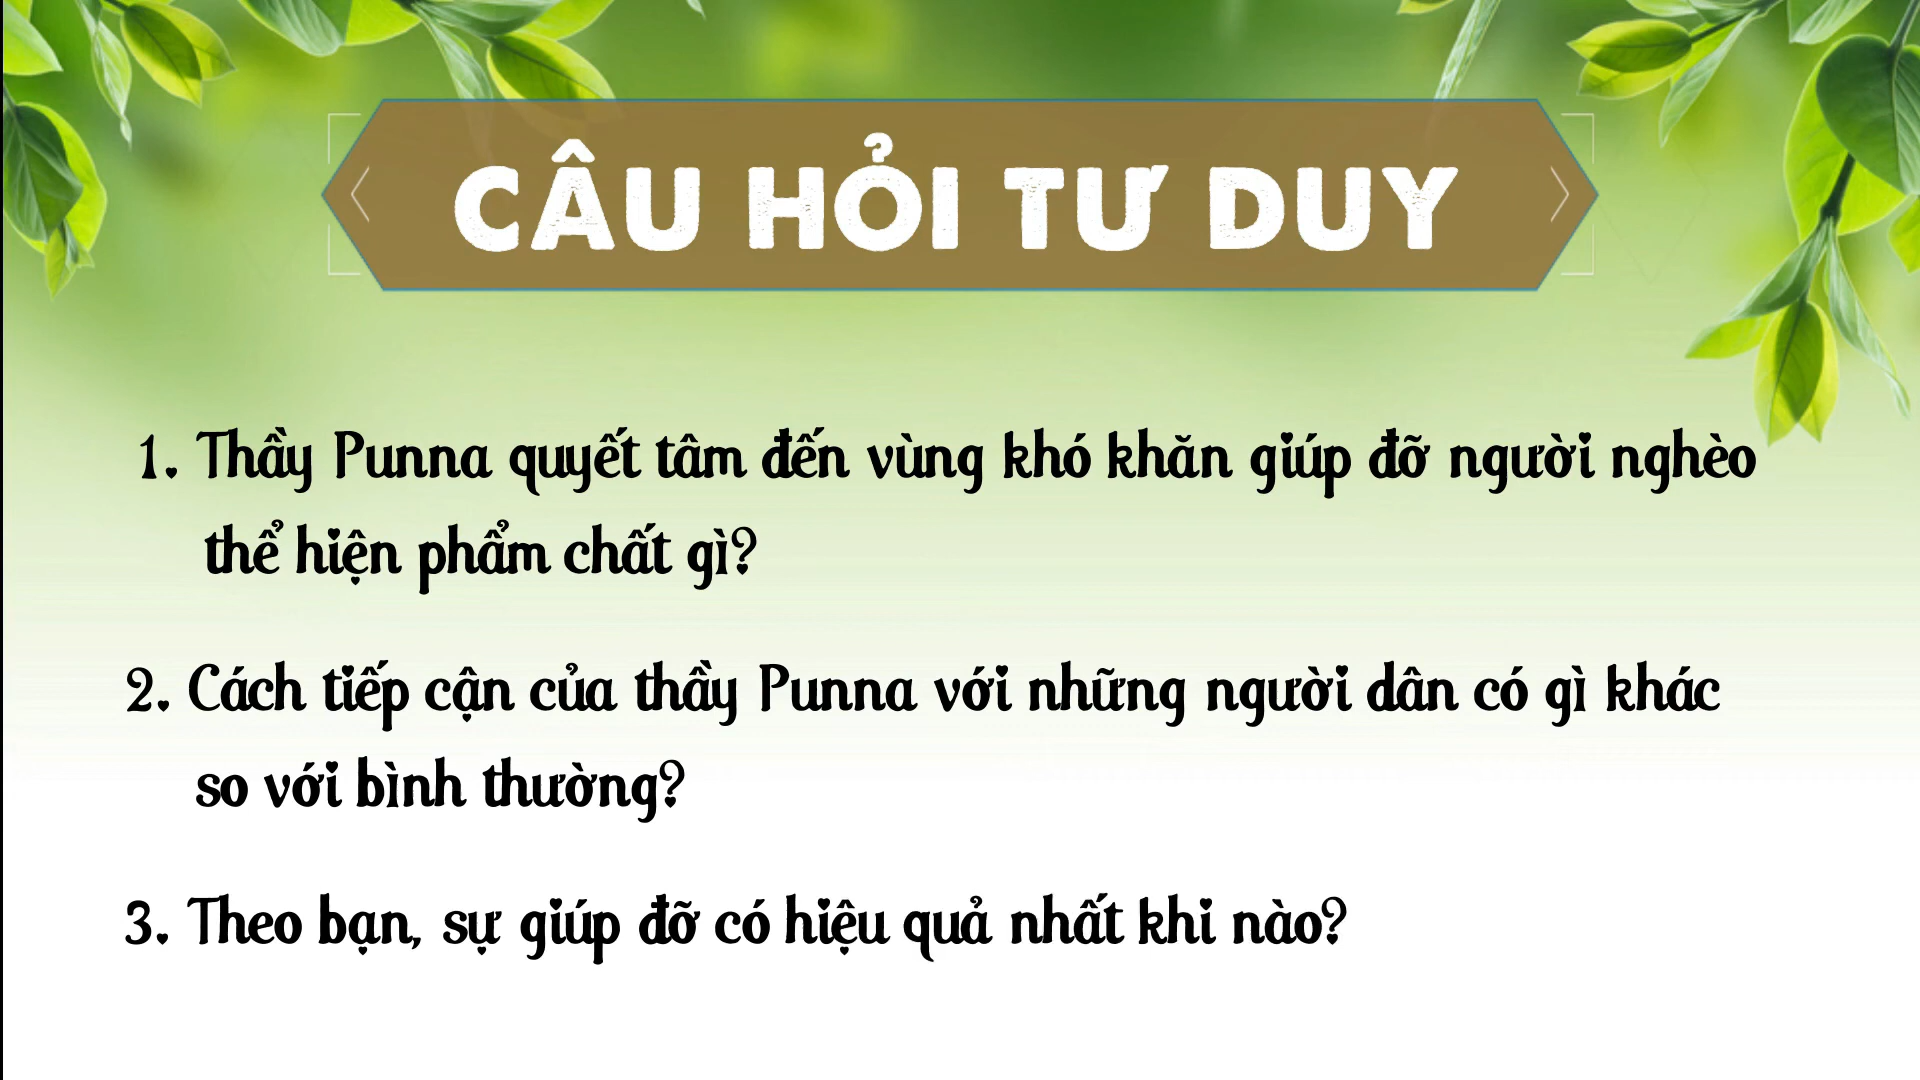 CÂU HỎI TƯ DUY
1. Thầy Punna quyết tâm đến vùng khó khăn giúp đỡ người nghèo
thể hiện phẩm chất gì?
2. Cách tiếp cận của thầy Punna với những người dân có gì khác
so với bình thường?
3. Theo bạn, sự giúp đỡ có hiệu quả nhất khi nào?